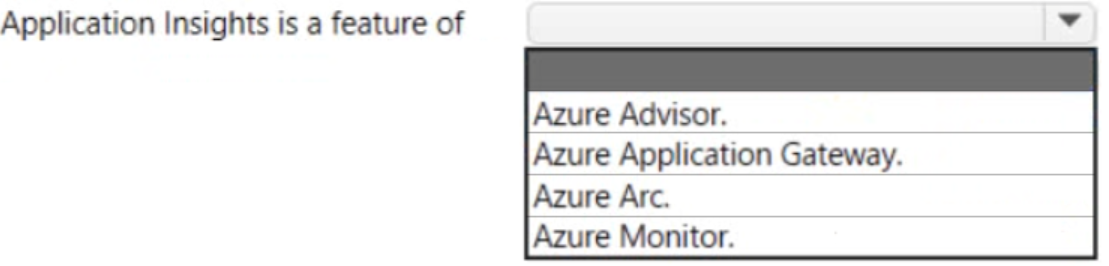 Application Insights is a feature of
Azure Advisor.
Azure Application Gateway.
Azure Arc.
Azure Monitor.